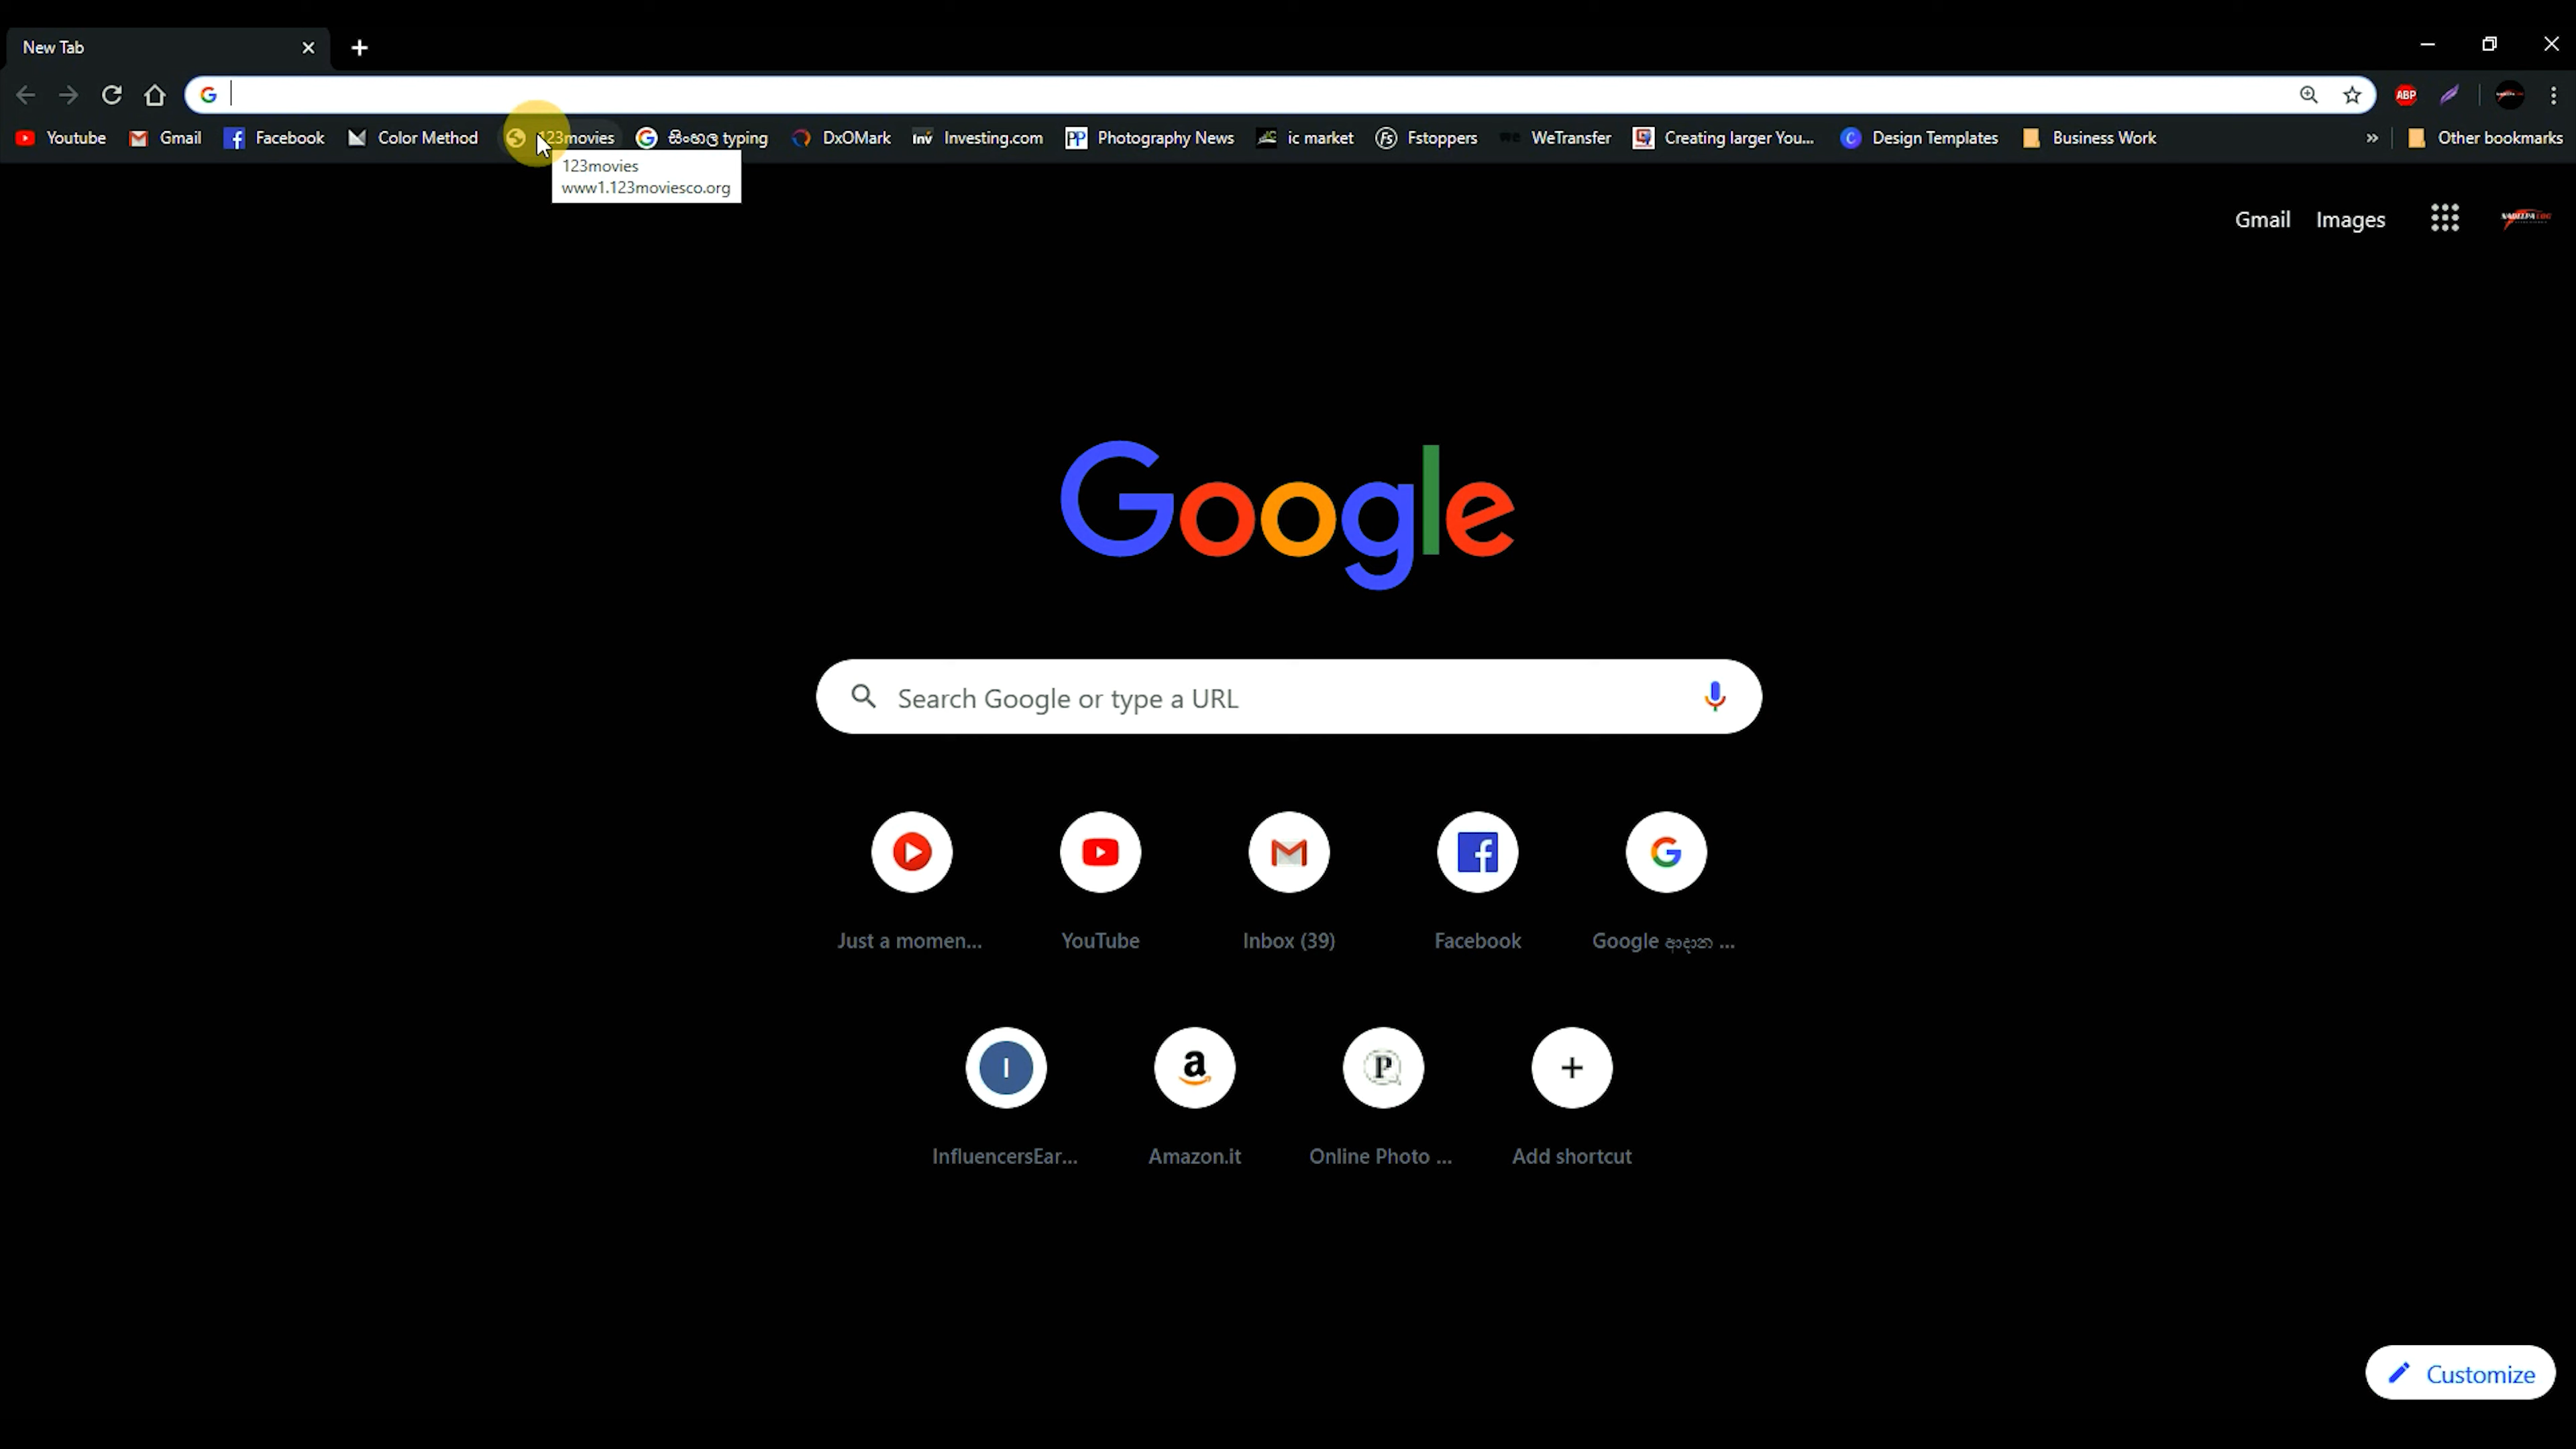 New Tab
Youtube Gmail Facebook Color Method 123movies සිංහල typing DxOMark Investing.com Photography News ic market Fstoppers WeTransfer Creating larger You... Design Templates Business Work » Other bookmarks
123movies
www1.123moviesco.org
Gmail Images
Google
Search Google or type a URL
Just a momen... YouTube Inbox (39) Facebook Google ආදාන ...
InfluencersEar... Amazon.it Online Photo ... Add shortcut
Customize